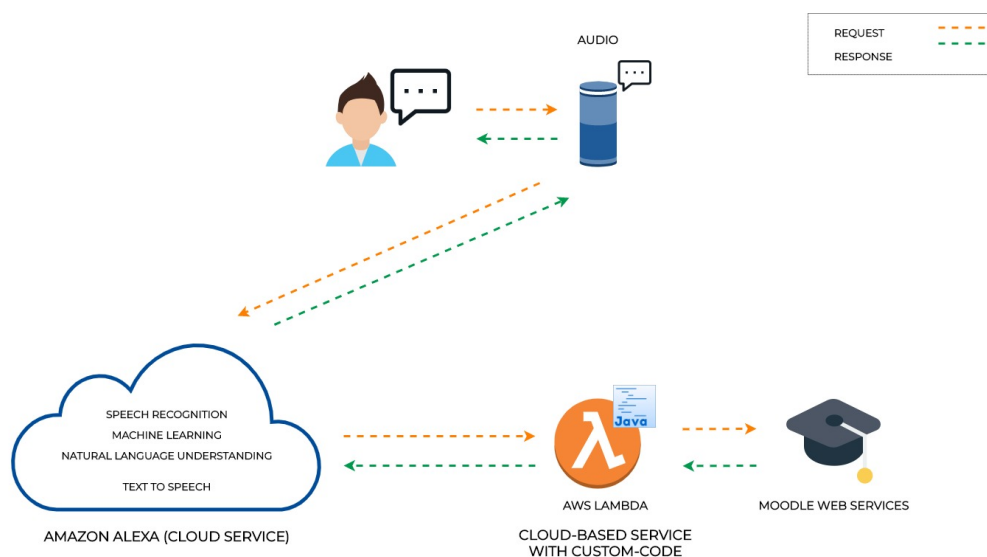 AUDIO
REQUEST
RESPONSE
SPEECH RECOGNITION
MACHINE LEARNING
NATURAL LANGUAGE UNDERSTANDING
TEXT TO SPEECH
AMAZON ALEXA (CLOUD SERVICE)
Java
AWS LAMBDA
CLOUD-BASED SERVICE
WITH CUSTOM-CODE
MOODLE WEB SERVICES